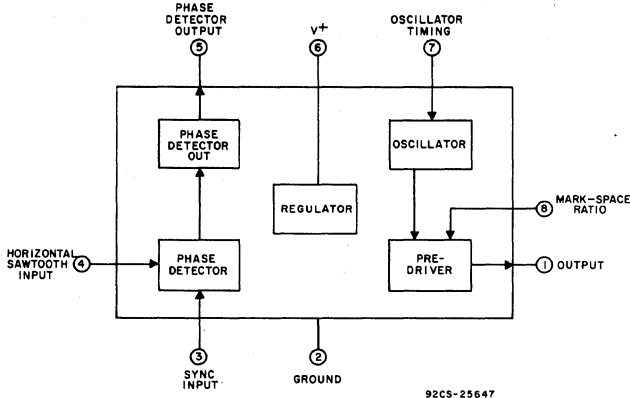 PHASE
DETECTOR
OUTPUT
5
V+
6
OSCILLATOR
TIMING
7
PHASE
DETECTOR
OUT
OSCILLATOR
REGULATOR
8
MARK-SPACE
RATIO
HORIZONTAL
SAWTOOTH
INPUT
4
PHASE
DETECTOR
PRE-
DRIVER
1
OUTPUT
3
SYNC
INPUT
2
GROUND
92CS-25647